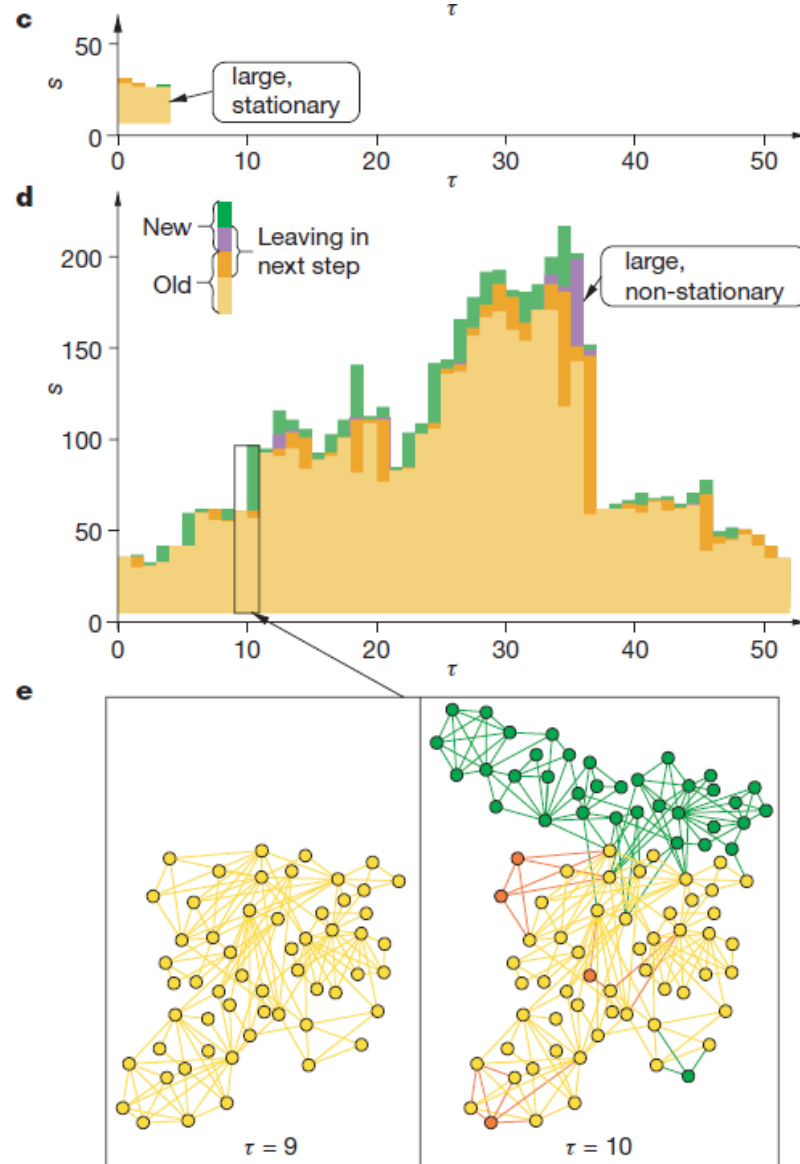 τ
c
50
s
large,
stationary
0
0 10 20 30 40 50
τ
d
New
Leaving in
next step
Old
large,
non-stationary
200
150
s
100
50
0
0 10 20 30 40 50
τ
e
τ = 9
τ = 10